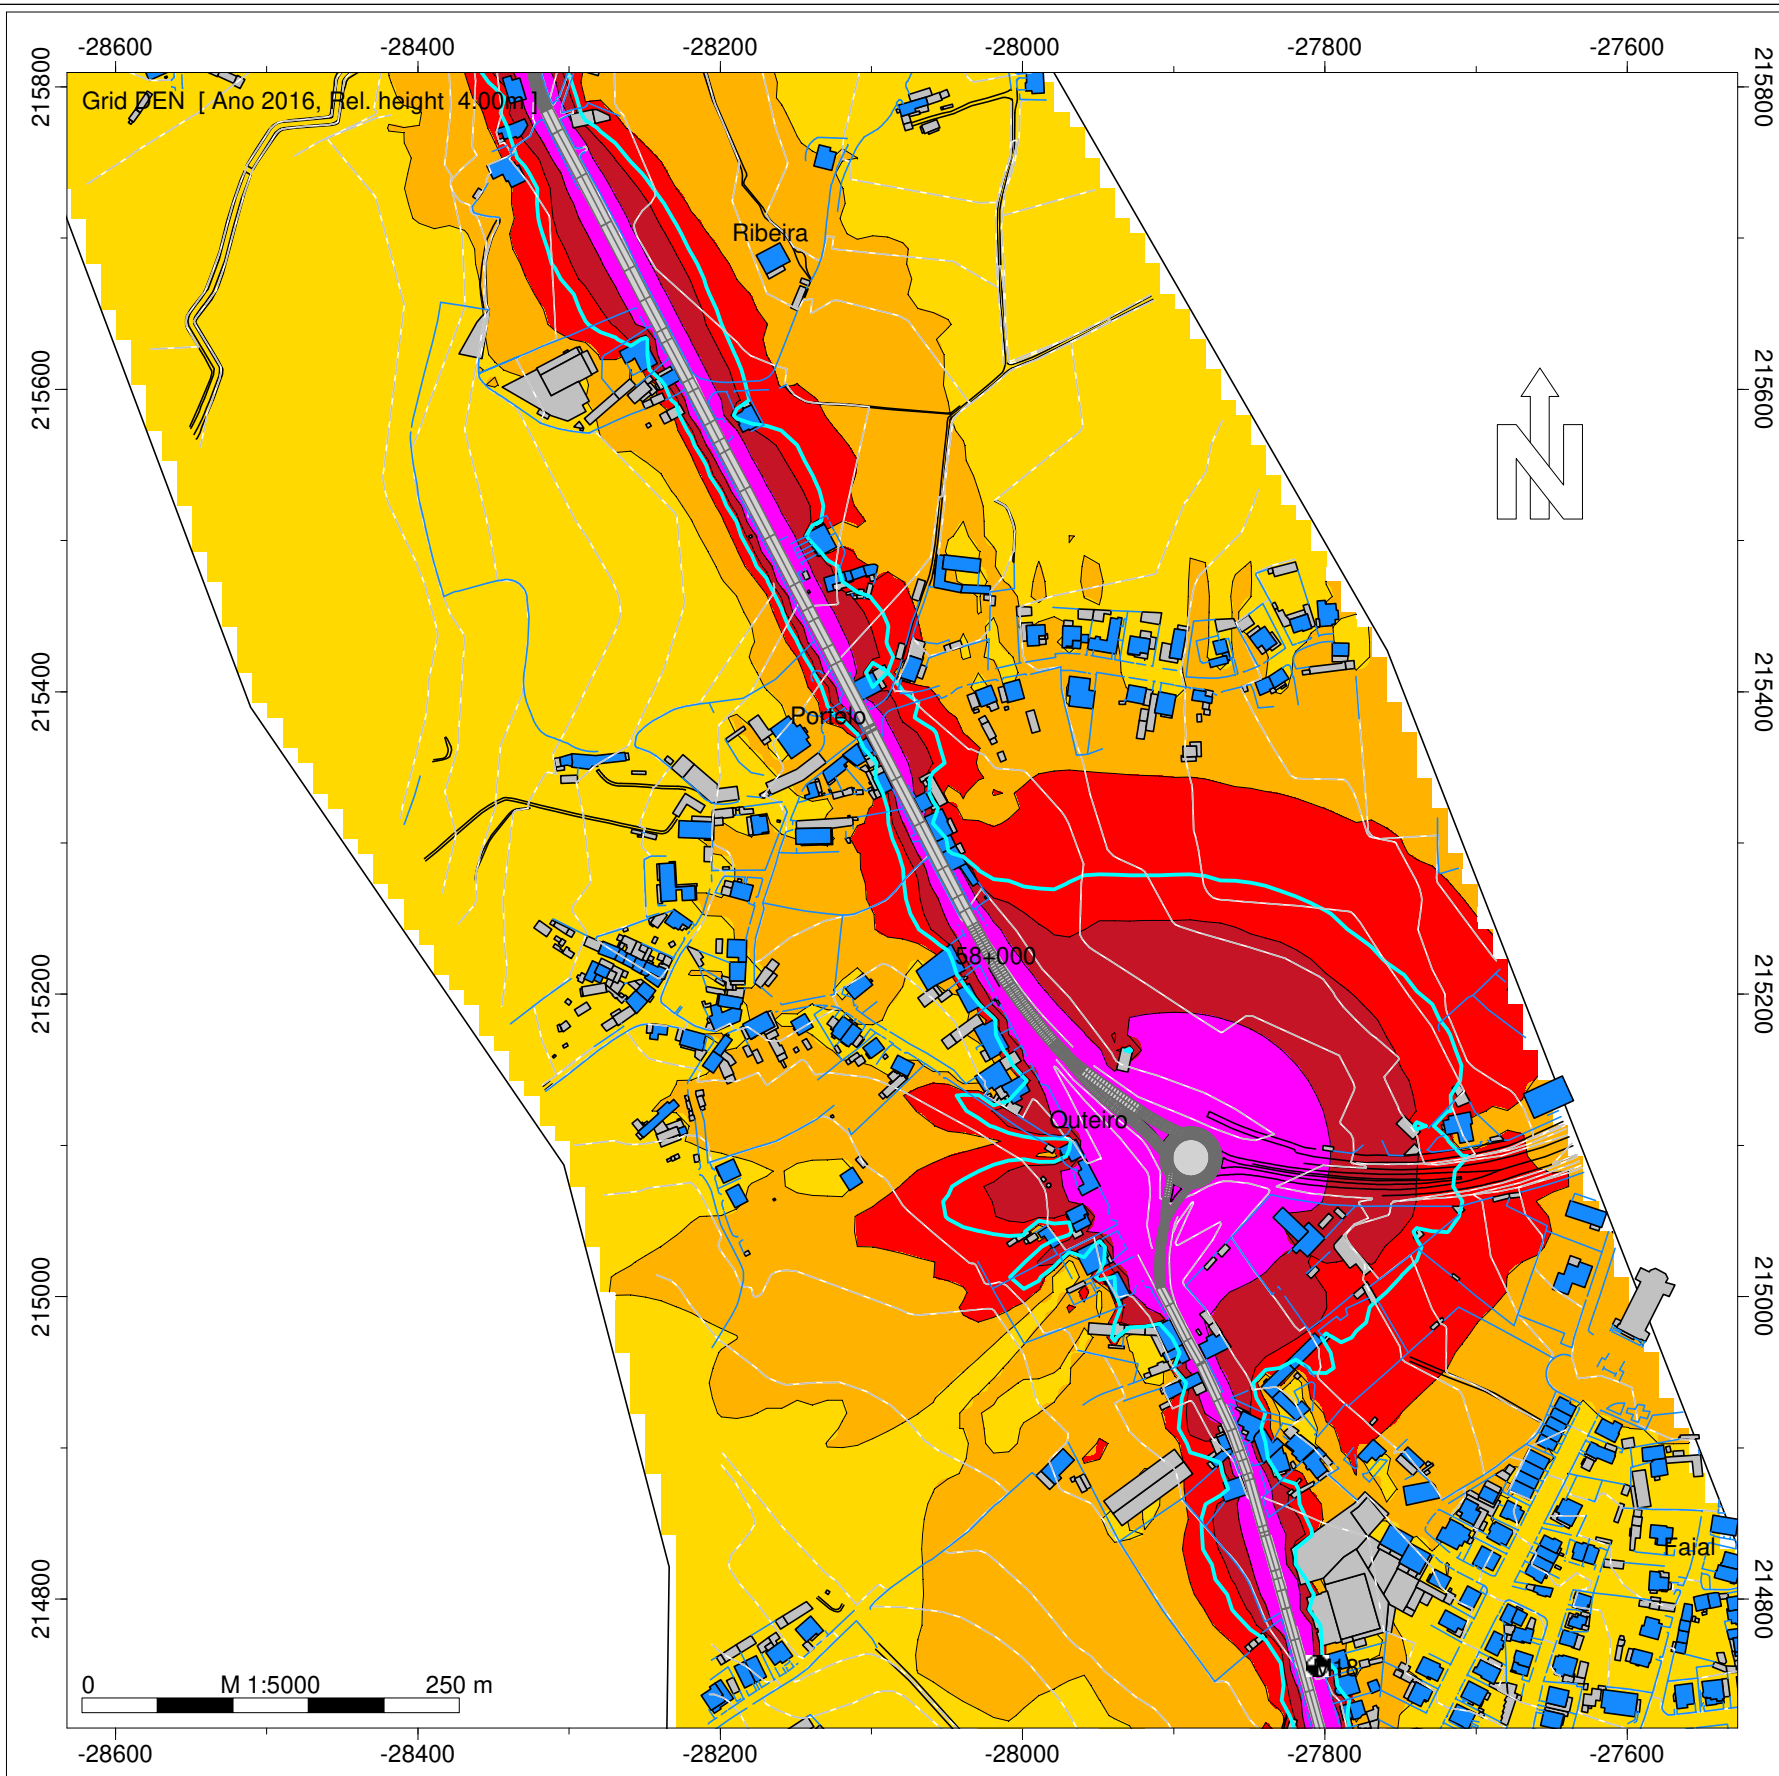 -28600 -28400 -28200 -28000 -27800 -27600
215800 215800
Grid DEN [ Ano 2016, Rel. height 4.00m ]
Ribeira
215600 215600
N
215400 215400
Portelo
58+000
215200 215200
Outeiro
215000 215000
Faial
214800 214800
M18
0 M 1:5000 250 m
-28600 -28400 -28200 -28000 -27800 -27600